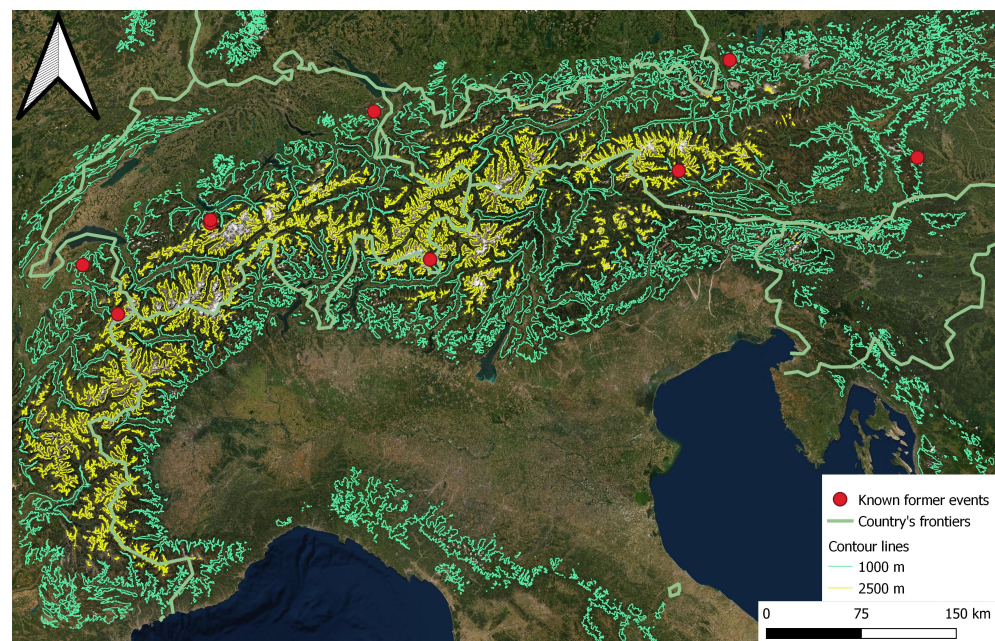 Known former events
Country's frontiers
Contour lines
1000 m
2500 m
0 75 150 km